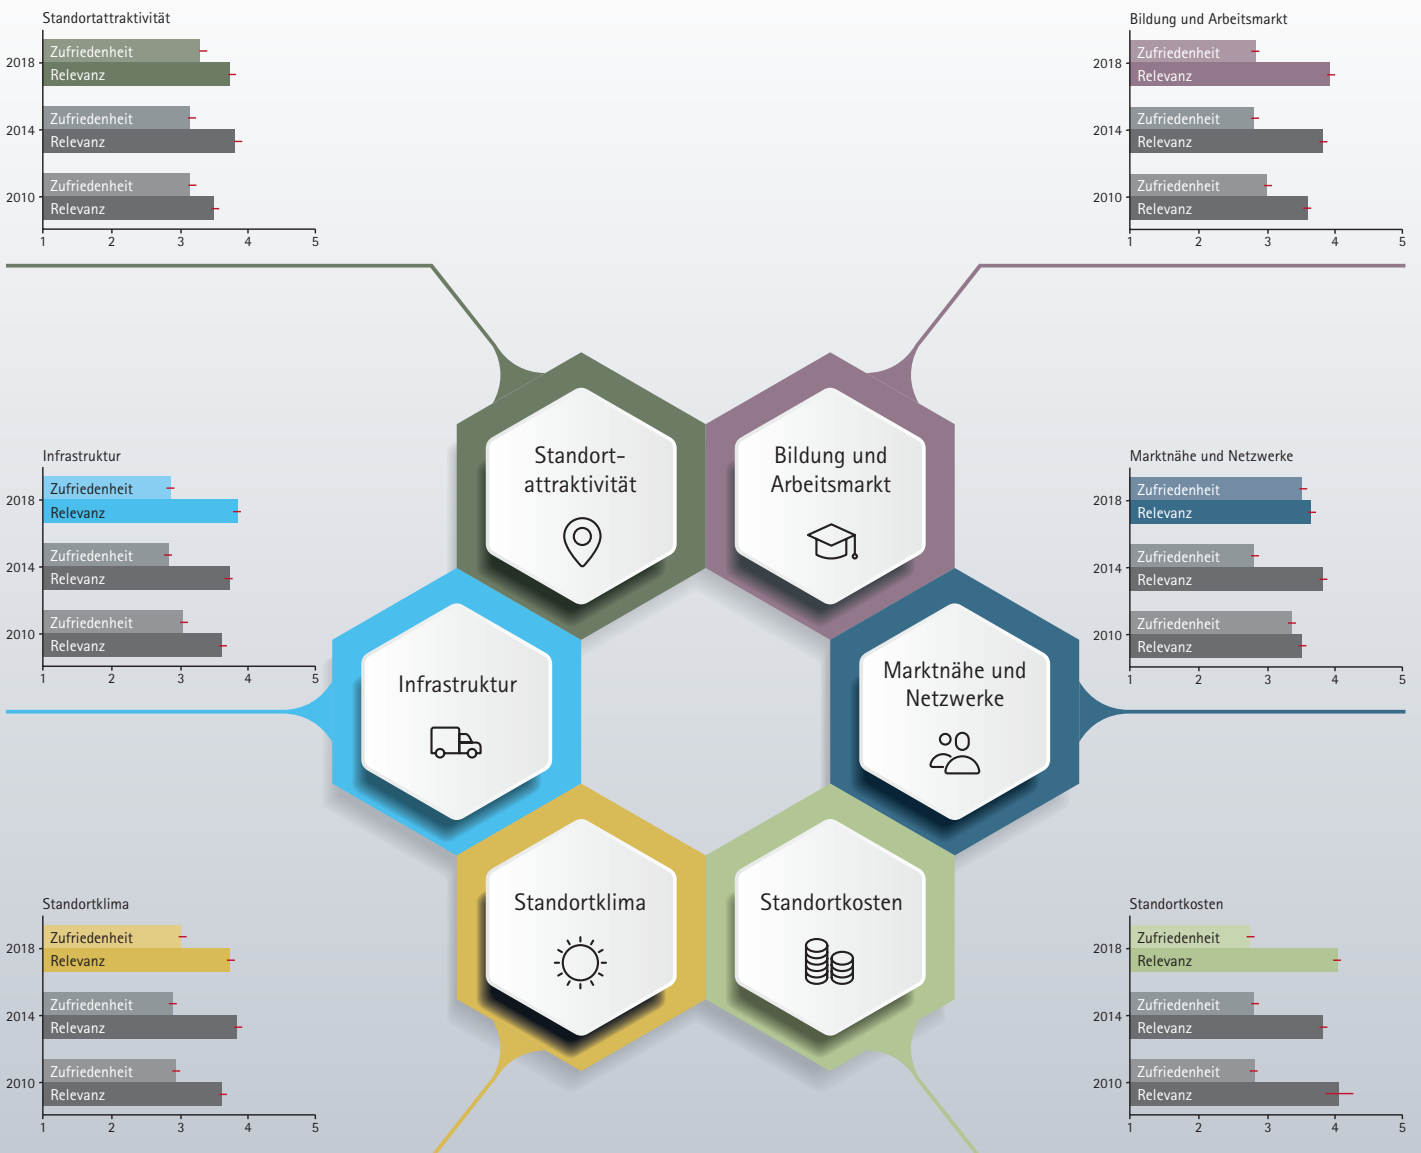 Standortattraktivität
2018
Zufriedenheit
Relevanz
2014
Zufriedenheit
Relevanz
2010
Zufriedenheit
Relevanz
1 2 3 4 5
Bildung und Arbeitsmarkt
2018
Zufriedenheit
Relevanz
2014
Zufriedenheit
Relevanz
2010
Zufriedenheit
Relevanz
1 2 3 4 5
Standort-
attraktivität
Bildung und
Arbeitsmarkt
Infrastruktur
2018
Zufriedenheit
Relevanz
2014
Zufriedenheit
Relevanz
2010
Zufriedenheit
Relevanz
1 2 3 4 5
Marktnähe und Netzwerke
2018
Zufriedenheit
Relevanz
2014
Zufriedenheit
Relevanz
2010
Zufriedenheit
Relevanz
1 2 3 4 5
Infrastruktur
Marktnähe und
Netzwerke
Standortklima
Standortkosten
Standortklima
2018
Zufriedenheit
Relevanz
2014
Zufriedenheit
Relevanz
2010
Zufriedenheit
Relevanz
1 2 3 4 5
Standortkosten
2018
Zufriedenheit
Relevanz
2014
Zufriedenheit
Relevanz
2010
Zufriedenheit
Relevanz
1 2 3 4 5